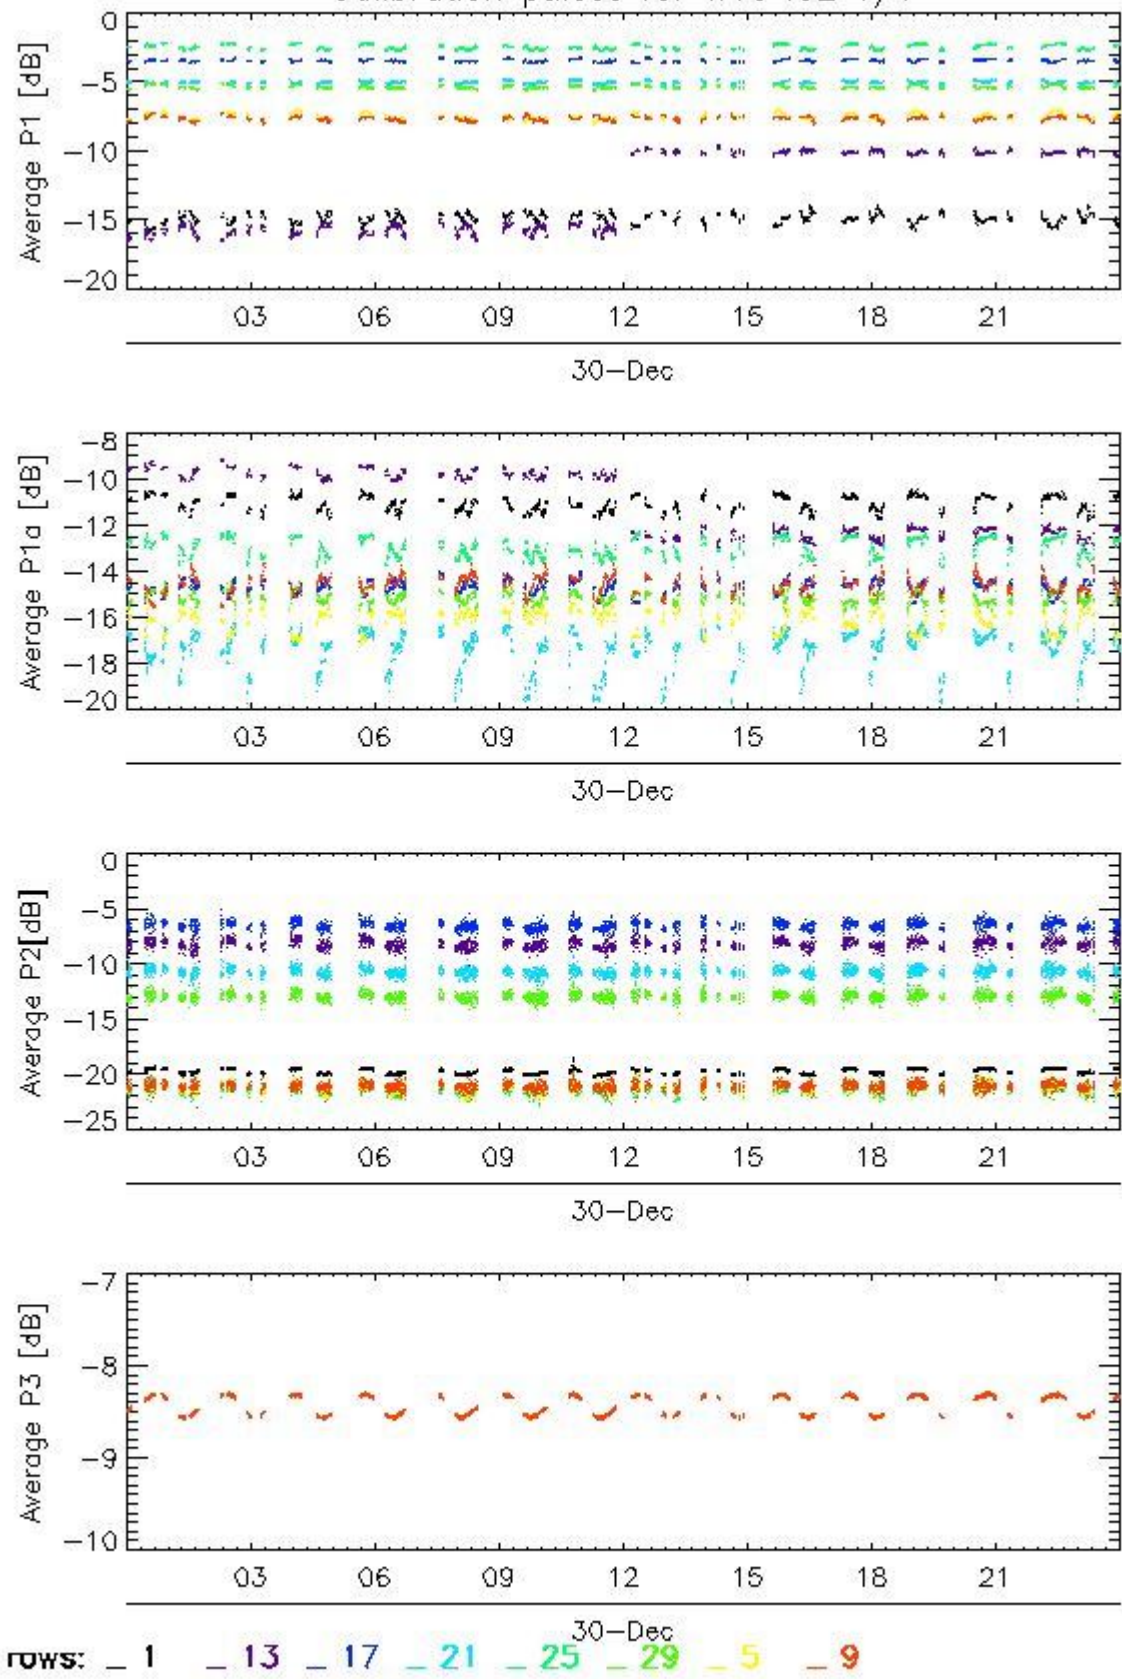 0
-5
-10
-15
-20
Average P1 [dB]
03 06 09 12 15 18 21
30-Dec
-8
-10
-12
-14
-16
-18
-20
Average P1a [dB]
03 06 09 12 15 18 21
30-Dec
0
-5
-10
-15
-20
-25
Average P2[dB]
03 06 09 12 15 18 21
30-Dec
-7
-8
-9
-10
Average P3 [dB]
03 06 09 12 15 18 21
30-Dec
rows: _ 1 _ 13 _ 17 _ 21 _ 25 _ 29 _ 5 _ 9